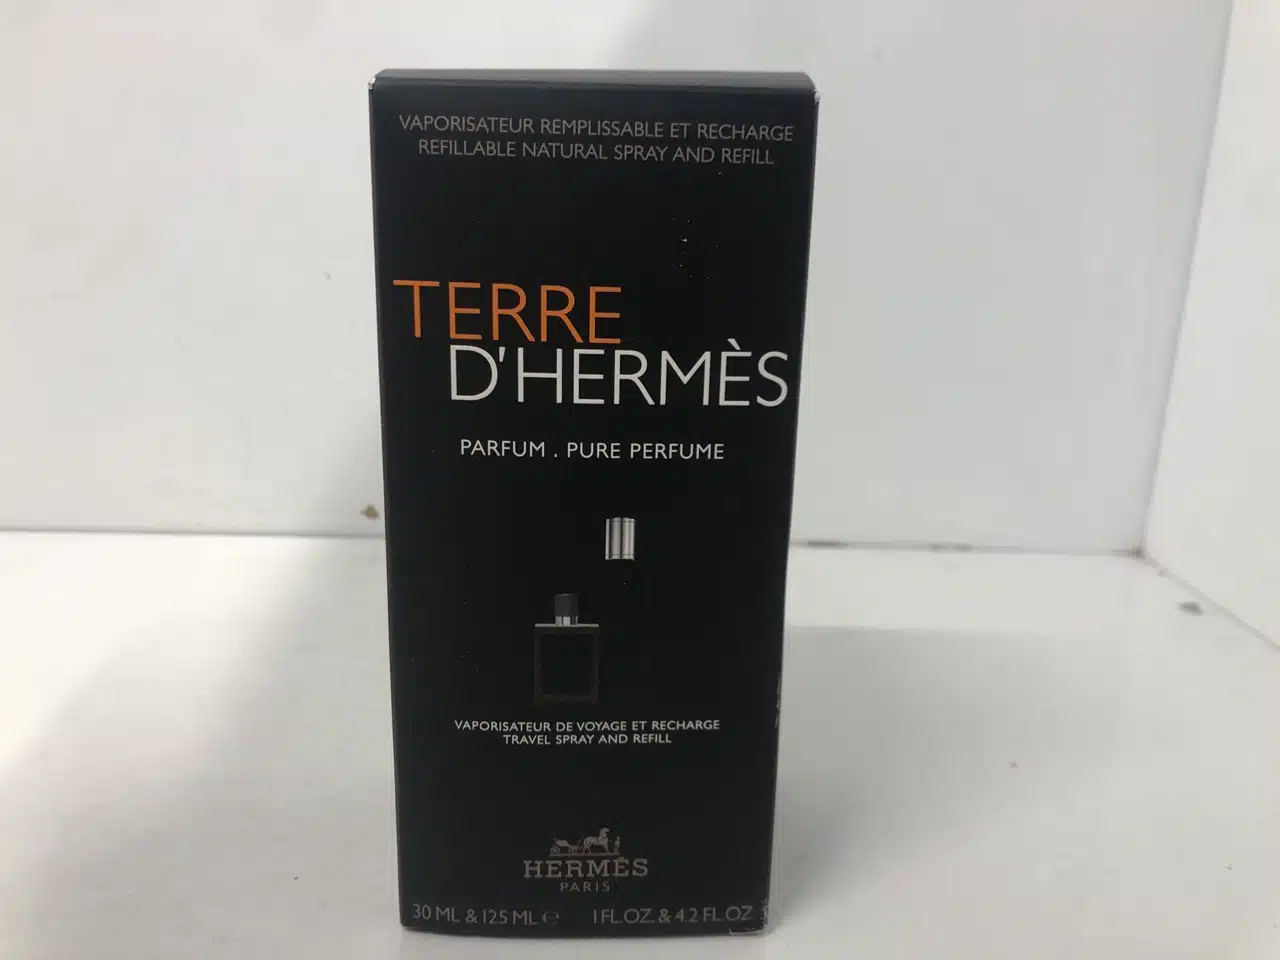 VAPORISATEUR REMPLISSABLE ET RECHARGE
REFILLABLE NATURAL SPRAY AND REFILL
TERRE
D'HERMÈS
PARFUM . PURE PERFUME
VAPORISATEUR DE VOYAGE ET RECHARGE
TRAVEL SPRAY AND REFILL
HERMÈS
PARIS
30 ML & 125 ML ℮ 1 FL.OZ. & 4.2 FL.OZ